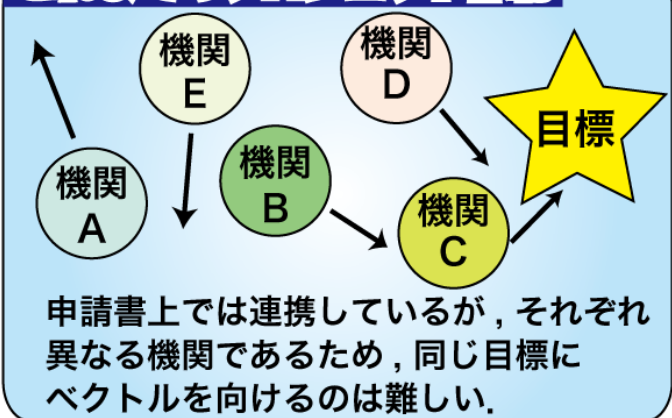 機関
E
機関
D
目標
機関
A
機関
B
機関
C
申請書上では連携しているが，それぞれ
異なる機関であるため，同じ目標に
ベクトルを向けるのは難しい．